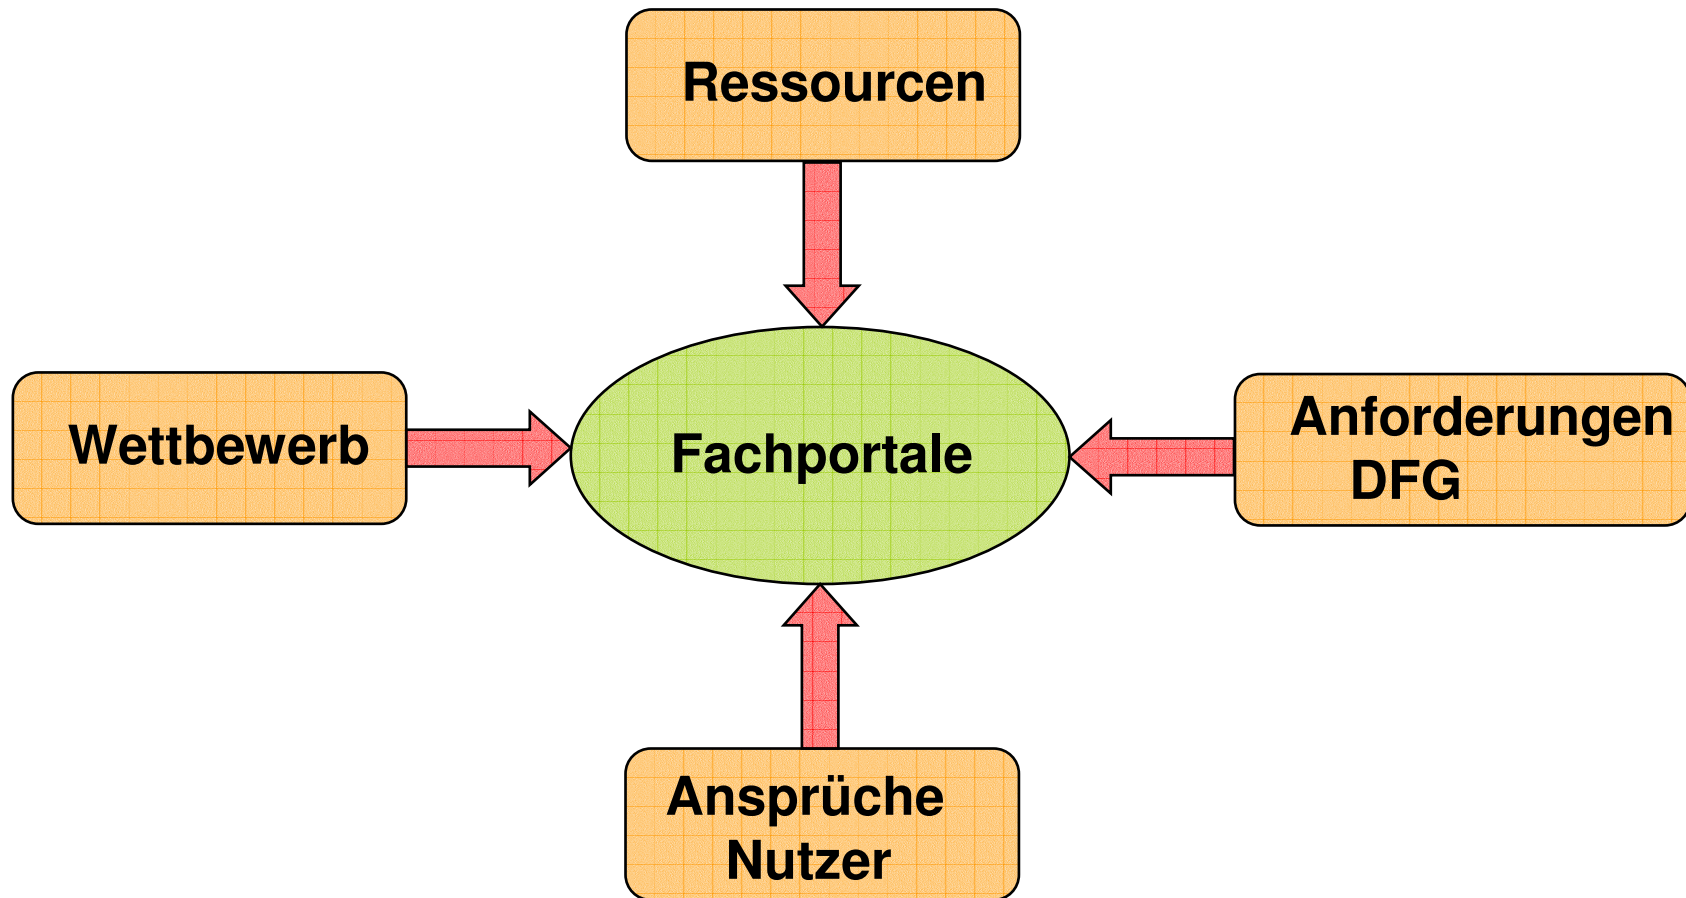 Ressourcen
Wettbewerb
Fachportale
Anforderungen
DFG
Ansprüche
Nutzer